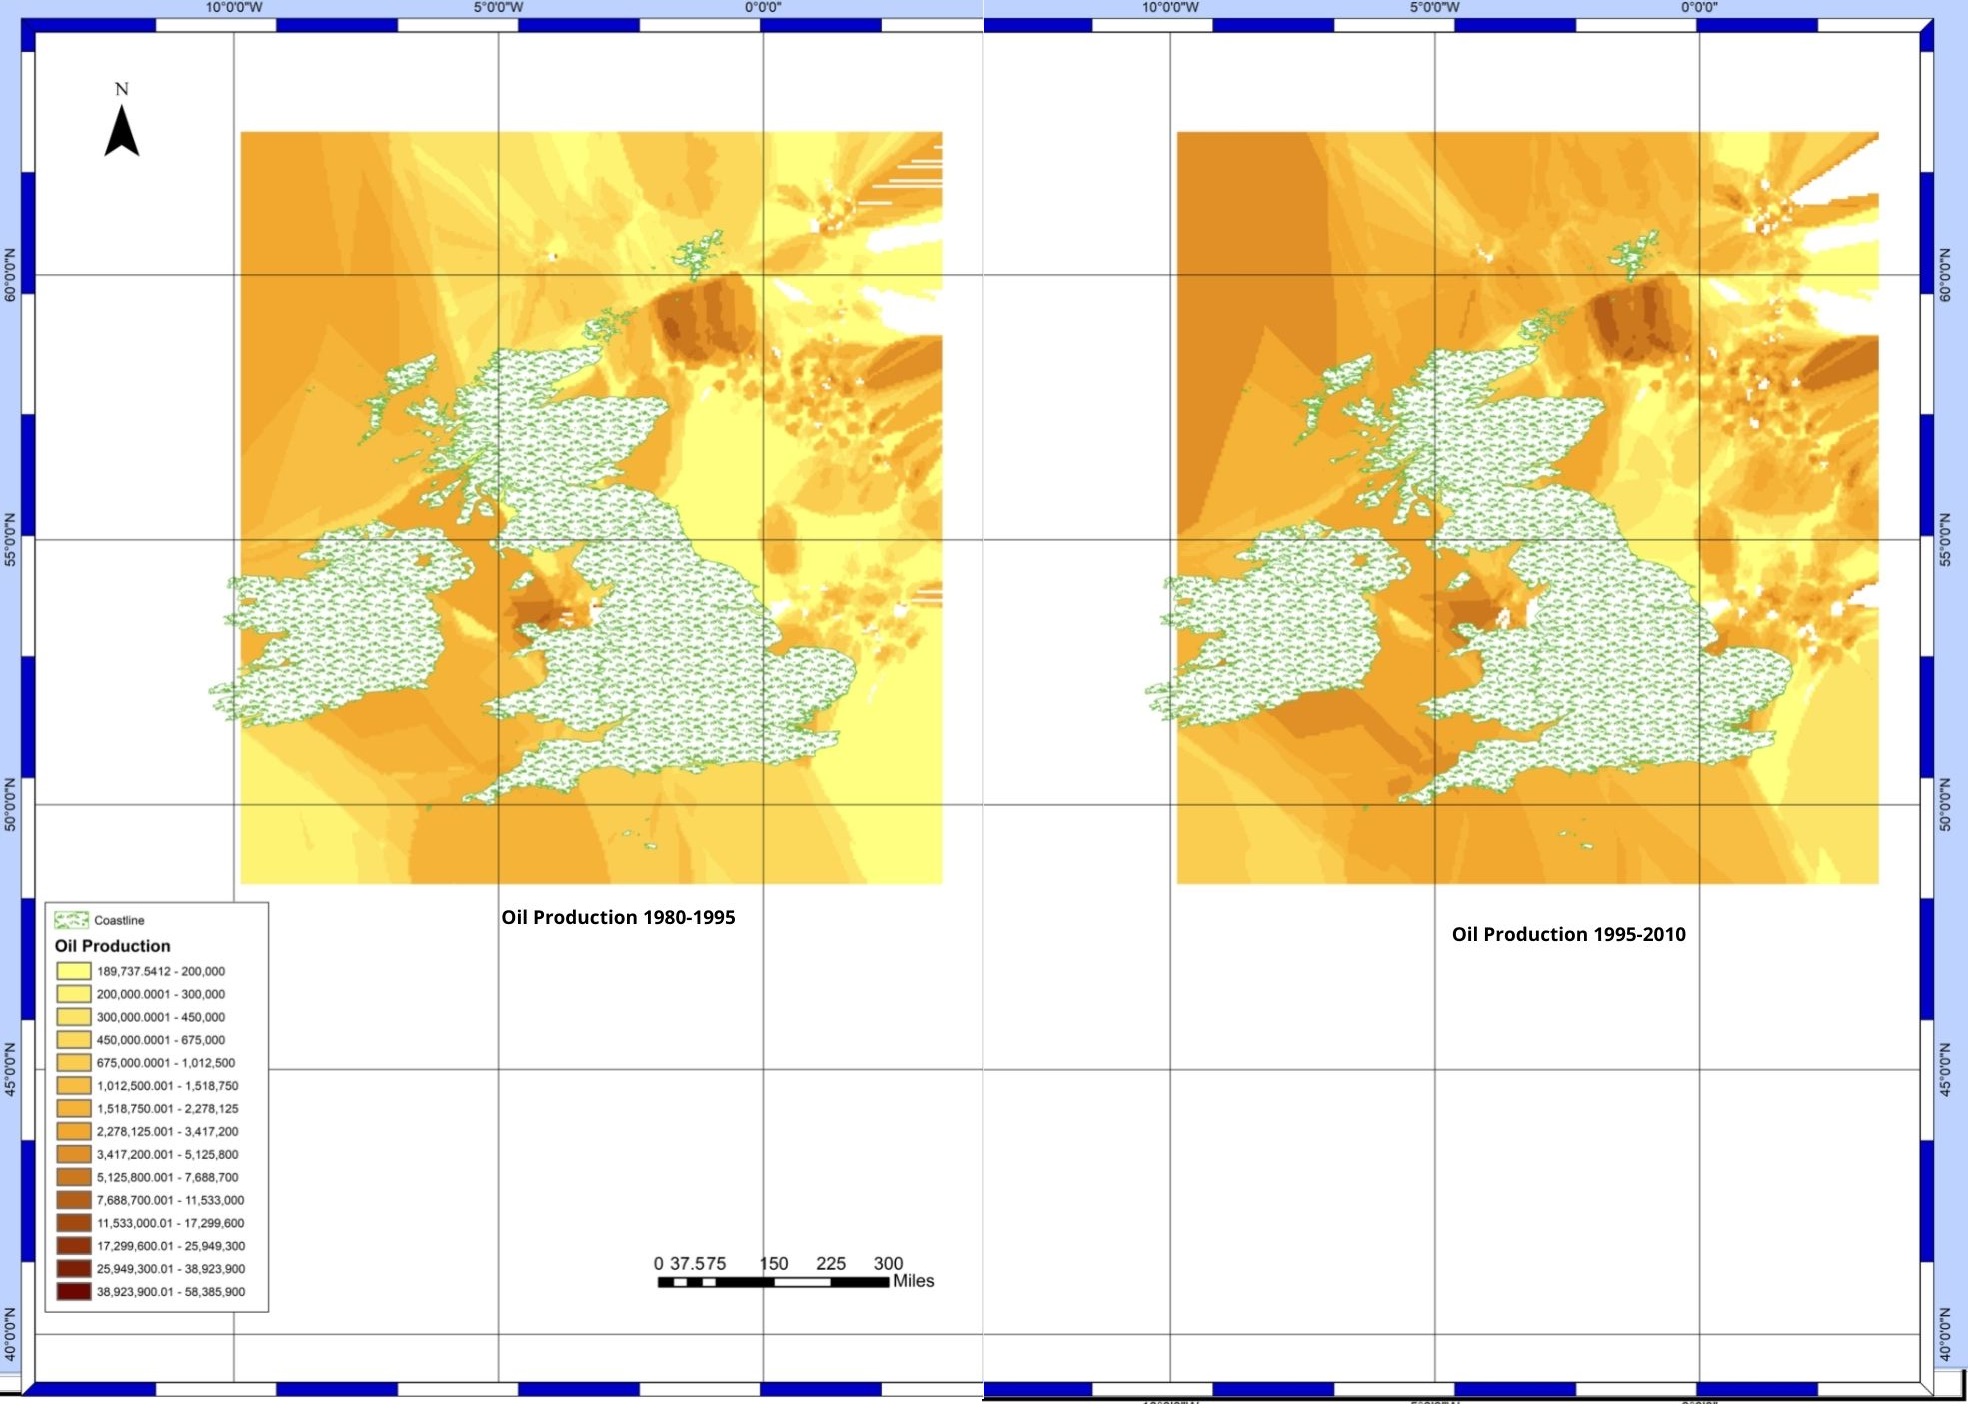 10°0'0"W 5°0'0"W 0°0'0" 10°0'0"W 5°0'0"W 0°0'0"
N
60°0'0"N 60°0'0"N
55°0'0"N 55°0'0"N
50°0'0"N 50°0'0"N
Oil Production 1980-1995
Oil Production 1995-2010
Coastline
Oil Production
189,737.5412 - 200,000
200,000.0001 - 300,000
300,000.0001 - 450,000
450,000.0001 - 675,000
675,000.0001 - 1,012,500
1,012,500.001 - 1,518,750
1,518,750.001 - 2,278,125
2,278,125.001 - 3,417,200
3,417,200.001 - 5,125,800
5,125,800.001 - 7,688,700
7,688,700.001 - 11,533,000
11,533,000.01 - 17,299,600
17,299,600.01 - 25,949,300
25,949,300.01 - 38,923,900
38,923,900.01 - 58,385,900
45°0'0"N 45°0'0"N
0 37.575 150 225 300
Miles
40°0'0"N 40°0'0"N